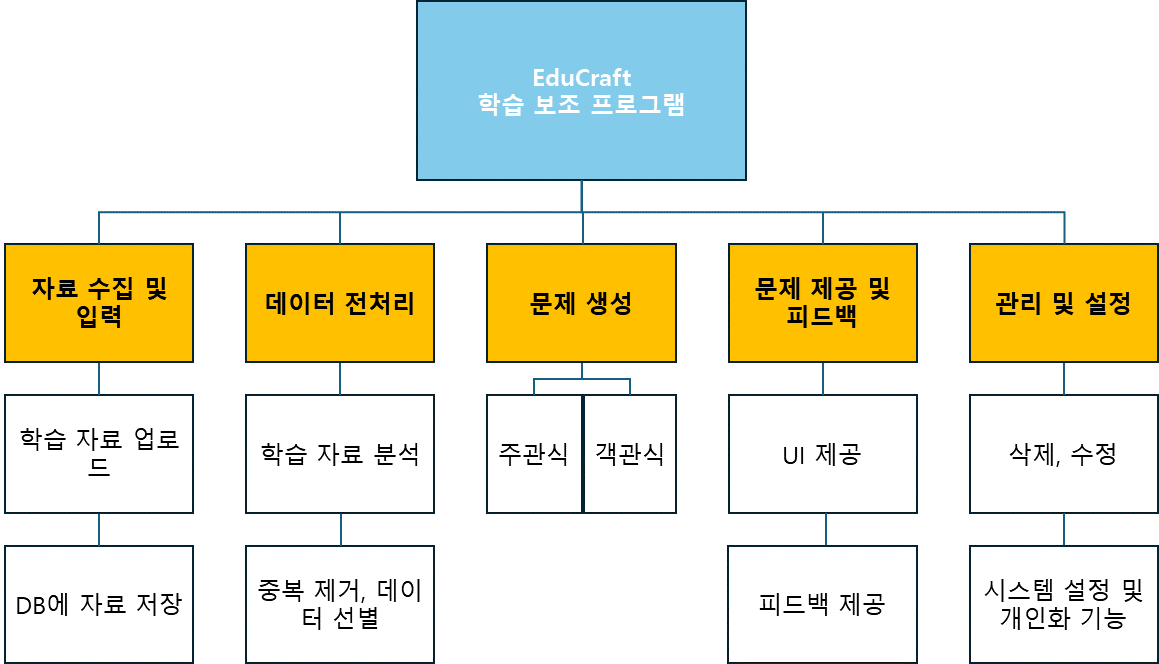 EduCraft
학습 보조 프로그램
자료 수집 및
입력
데이터 전처리
문제 생성
문제 제공 및
피드백
관리 및 설정
학습 자료 업로
드
학습 자료 분석
주관식
객관식
UI 제공
삭제, 수정
DB에 자료 저장
중복 제거, 데이
터 선별
피드백 제공
시스템 설정 및
개인화 기능